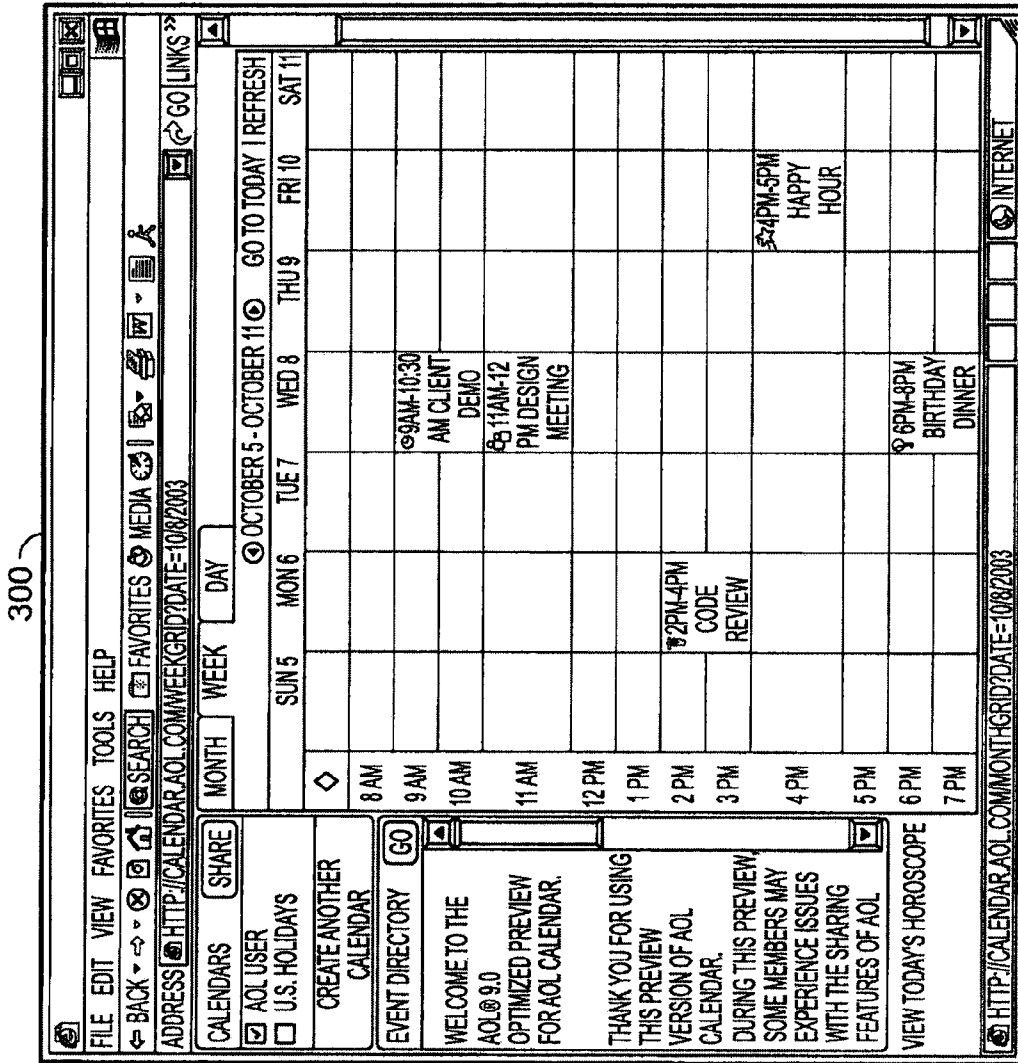 300
FILE EDIT VIEW FAVORITES TOOLS HELP
BACK SEARCH FAVORITES MEDIA W
ADDRESS HTTP://CALENDAR.AOL.COM/WEEKGRID?DATE=10/8/2003 GO LINKS »
CALENDARS SHARE
AOL USER
U.S. HOLIDAYS
CREATE ANOTHER
CALENDAR
EVENT DIRECTORY GO
WELCOME TO THE
AOL® 9.0
OPTIMIZED PREVIEW
FOR AOL CALENDAR.
THANK YOU FOR USING
THIS PREVIEW
VERSION OF AOL
CALENDAR.
DURING THIS PREVIEW,
SOME MEMBERS MAY
EXPERIENCE ISSUES
WITH THE SHARING
FEATURES OF AOL
VIEW TODAY'S HOROSCOPE
MONTH WEEK DAY
OCTOBER 5 - OCTOBER 11 GO TO TODAY I REFRESH
SUN 5 MON 6 TUE 7 WED 8 THU 9 FRI 10 SAT 11
8 AM
9 AM
9AM-10:30
AM CLIENT
DEMO
10 AM
11 AM
11AM-12
PM DESIGN
MEETING
12 PM
1 PM
2 PM
2PM-4PM
CODE
REVIEW
3 PM
4 PM
4PM-5PM
HAPPY
HOUR
5 PM
6 PM
6PM-8PM
BIRTHDAY
DINNER
7 PM
HTTP://CALENDAR.AOL.COM/MONTHGRID?DATE=10/8/2003 INTERNET